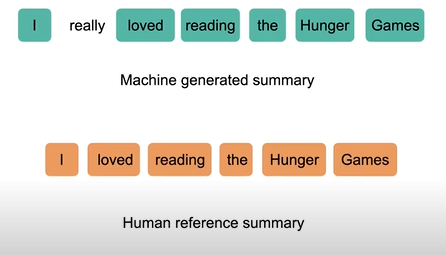 I really loved reading the Hunger Games
Machine generated summary
I loved reading the Hunger Games
Human reference summary